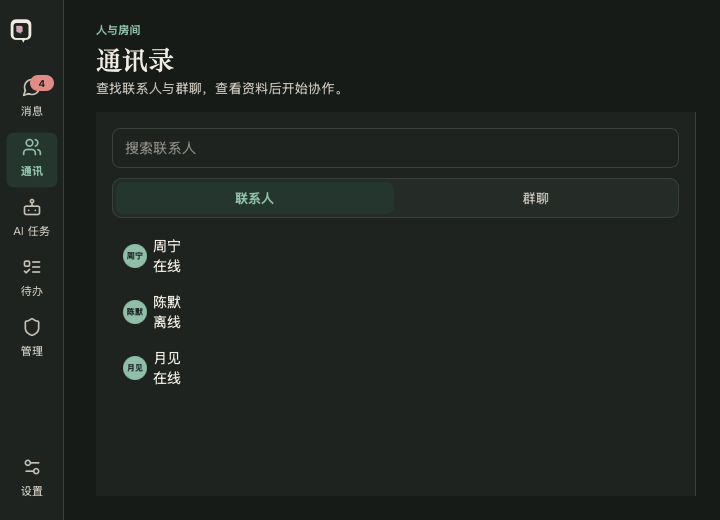 4
消息
通讯
AI 任务
待办
管理
设置
人与房间
通讯录
查找联系人与群聊，查看资料后开始协作。
搜索联系人
联系人
群聊
周宁
周宁
在线
陈默
陈默
离线
月见
月见
在线